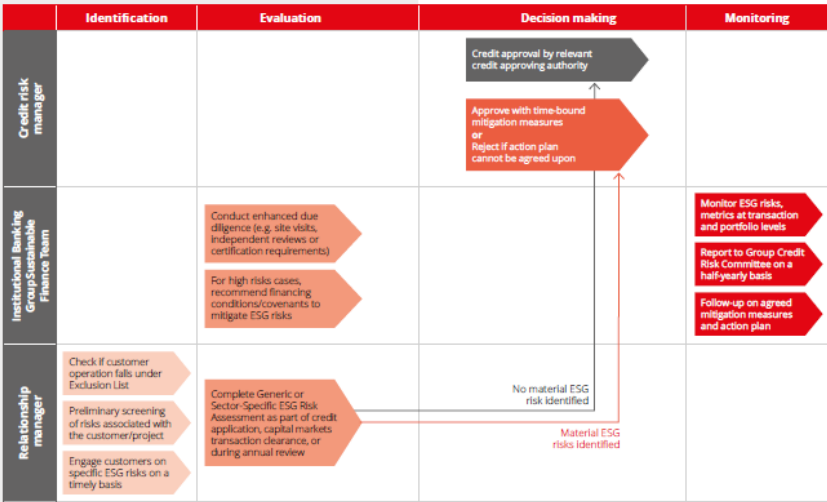 Identification
Evaluation
Decision making
Monitoring
Credit risk
manager
Credit approval by relevant
credit approving authority
Approve with time-bound
mitigation measures
or
Reject if action plan
cannot be agreed upon
Institutional Banking
Group Sustainable
Finance Team
Conduct enhanced due
diligence (e.g. site visits,
independent reviews or
certification requirements)
For high risks cases,
recommend financing
conditions/covenants to
mitigate ESG risks
Monitor ESG risks,
metrics at transaction
and portfolio levels
Report to Group Credit
Risk Committee on a
half-yearly basis
Follow-up on agreed
mitigation measures
and action plan
Relationship
manager
Check if customer
operation falls under
Exclusion List
Preliminary screening
of risks associated with
the customer/project
Engage customers on
specific ESG risks on a
timely basis
Complete Generic or
Sector-Specific ESG Risk
Assessment as part of credit
application, capital markets
transaction clearance, or
during annual review
No material ESG
risk identified
Material ESG
risks identified